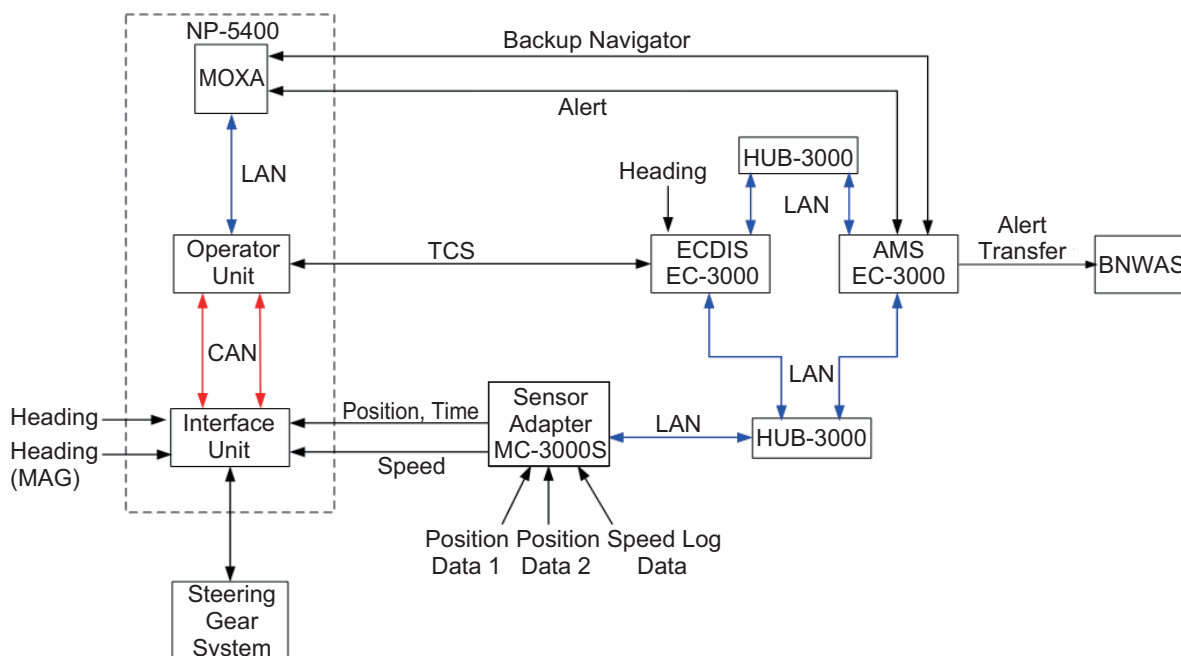 NP-5400
MOXA
Backup Navigator
Alert
LAN
HUB-3000
Heading
LAN
Operator
Unit
TCS
ECDIS
EC-3000
AMS
EC-3000
Alert
Transfer
BNWAS
CAN
LAN
Heading
Heading
(MAG)
Interface
Unit
Position, Time
Speed
Sensor
Adapter
MC-3000S
LAN
HUB-3000
Position
Data 1
Position
Data 2
Speed Log
Data
Steering
Gear
System